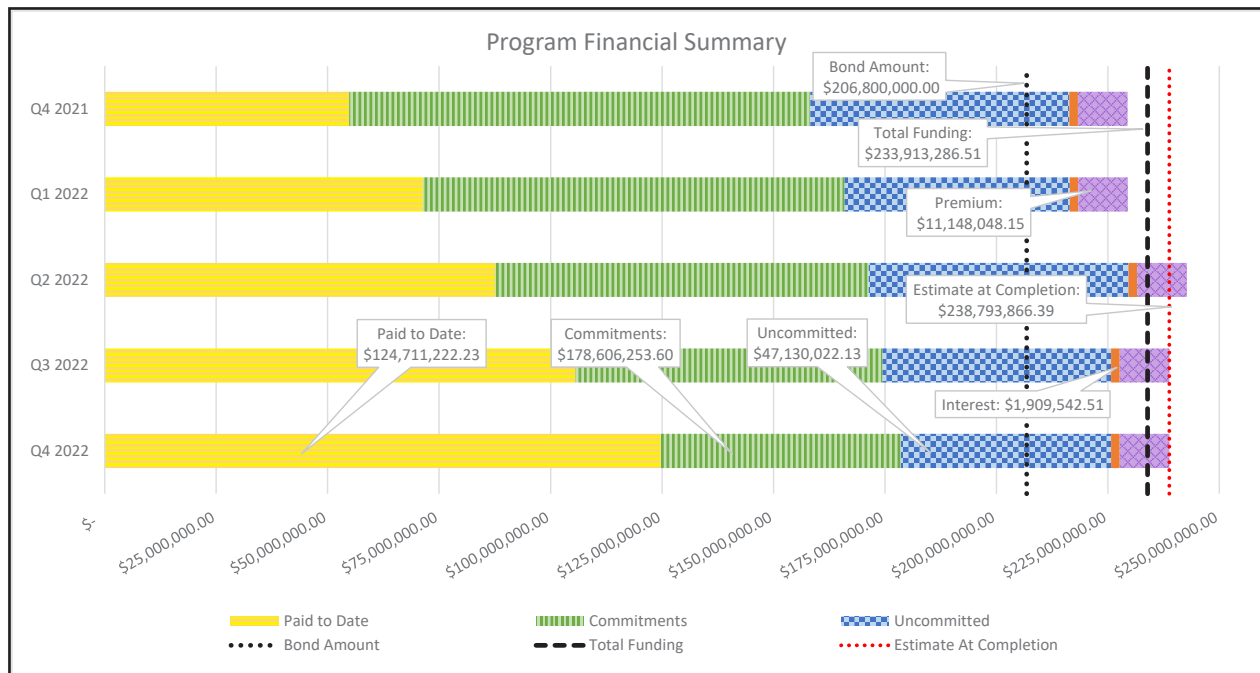 Program Financial Summary
Bond Amount:
$206,800,000.00
Q4 2021
Total Funding:
$233,913,286.51
Q1 2022
Premium:
$11,148,048.15
Q2 2022
Estimate at Completion:
$238,793,866.39
Paid to Date:
$124,711,222.23
Commitments:
$178,606,253.60
Uncommitted:
$47,130,022.13
Q3 2022
Interest: $1,909,542.51
Q4 2022
$-
$25,000,000.00
$50,000,000.00
$75,000,000.00
$100,000,000.00
$125,000,000.00
$150,000,000.00
$175,000,000.00
$200,000,000.00
$225,000,000.00
$250,000,000.00
Paid to Date
Commitments
Uncommitted
Bond Amount
Total Funding
Estimate At Completion